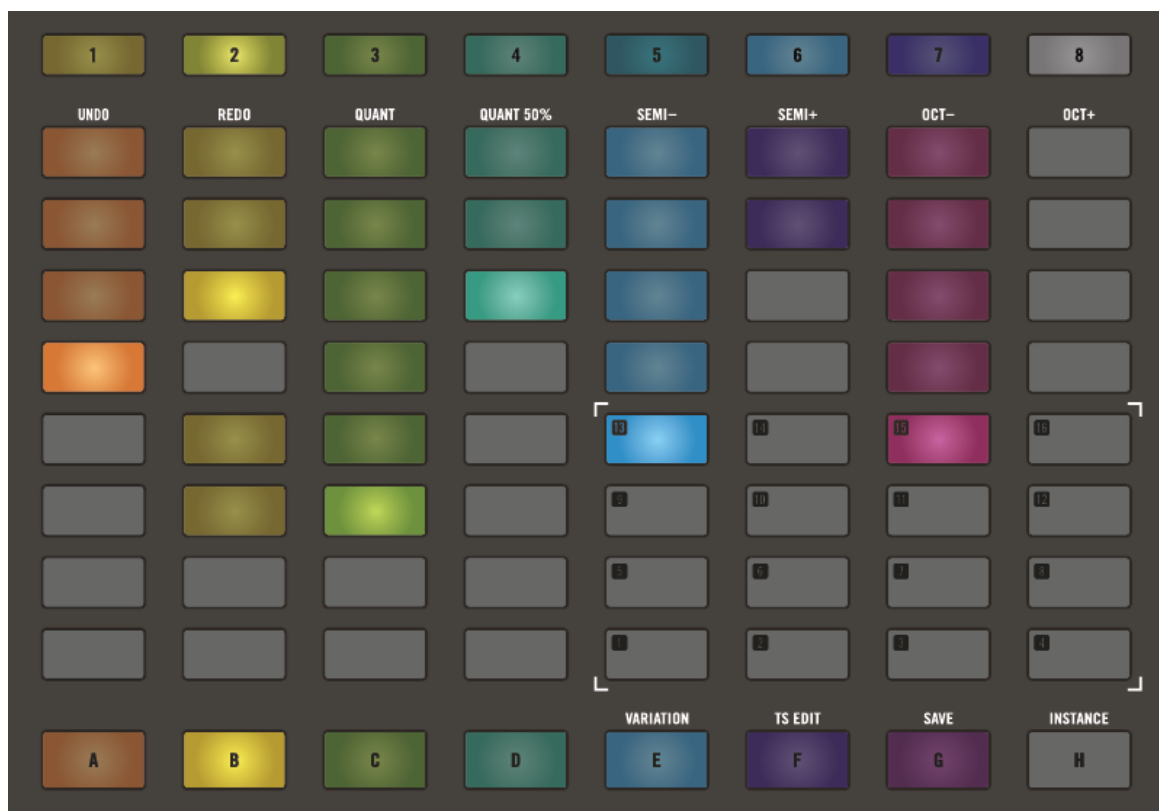 1 2 3 4 5 6 7 8
UNDO REDO QUANT QUANT 50% SEMI– SEMI+ OCT– OCT+
13 14 15 16
9 10 11 12
5 6 7 8
1 2 3 4
VARIATION TS EDIT SAVE INSTANCE
A B C D E F G H